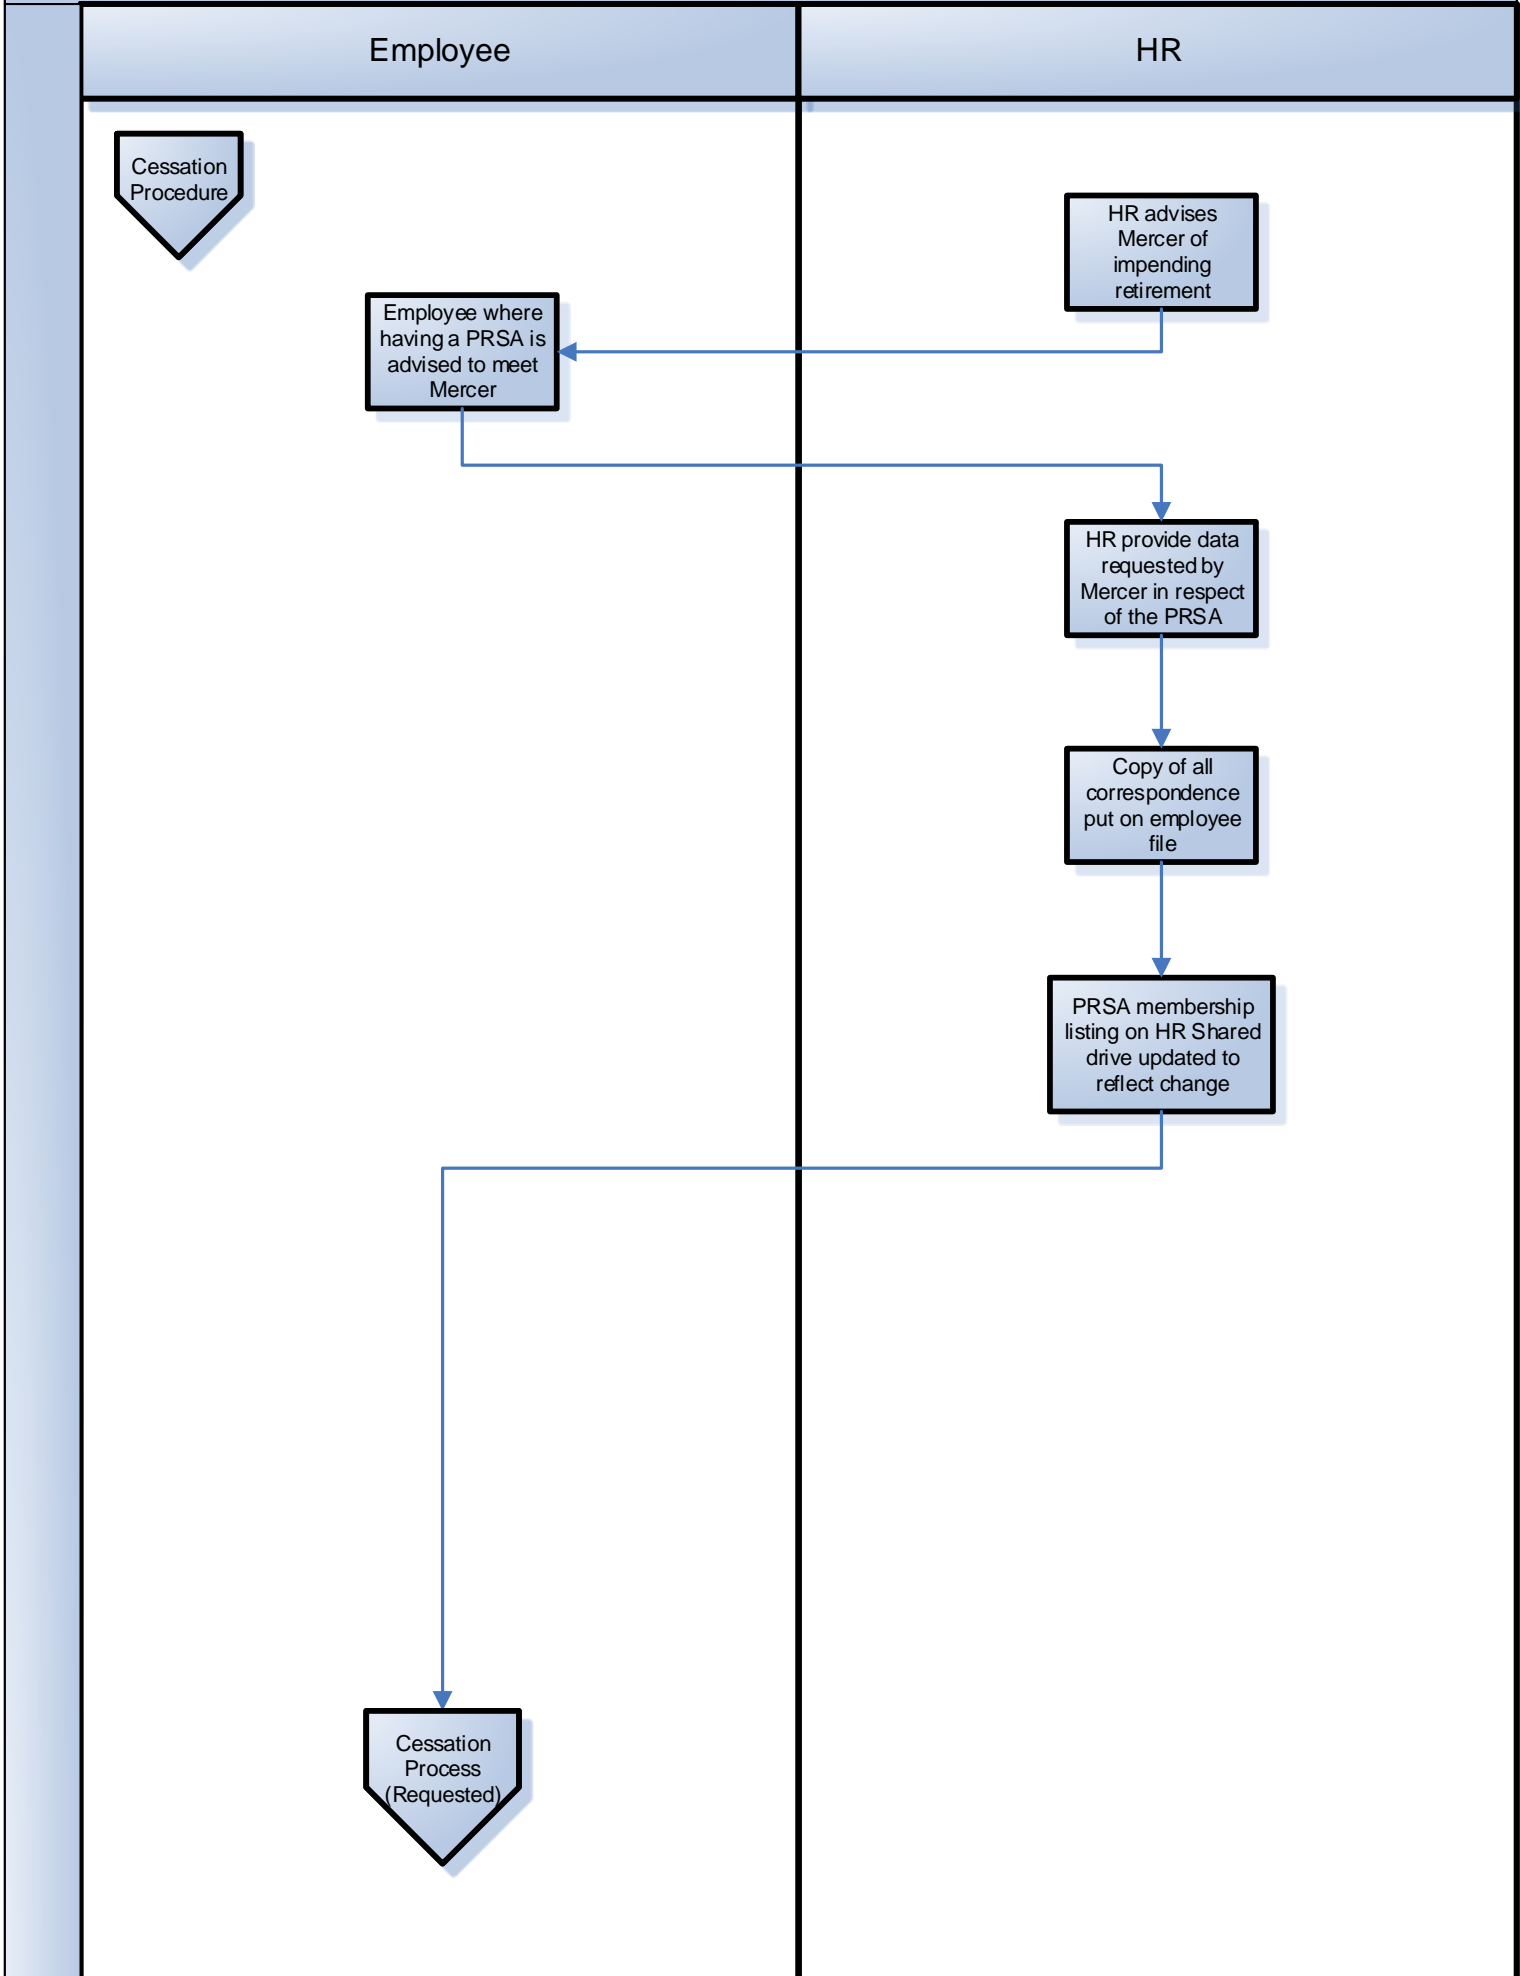 Employee
HR
Cessation
Procedure
HR advises
Mercer of
impending
retirement
Employee where
having a PRSA is
advised to meet
Mercer
HR provide data
requested by
Mercer in respect
of the PRSA
Copy of all
correspondence
put on employee
file
PRSA membership
listing on HR Shared
drive updated to
reflect change
Cessation
Process
(Requested)